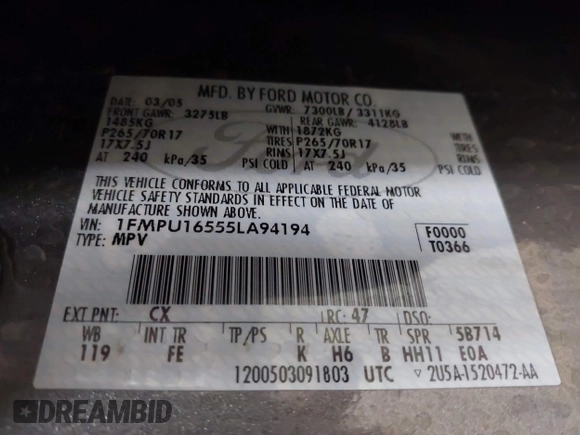 MFD. BY FORD MOTOR CO.
DATE: 03/05 GVWR: 7300LB/ 3311KG
FRONT GAWR: 3275LB REAR GAWR: 4128LB
1485KG WITH 1872KG WITH
P265/70R17 TIRES P265/70R17 TIRES
17X7.5J RIMS 17X7.5J RIMS
AT 240 kPa/35 PSI COLD AT 240 kPa/35 PSI COLD
THIS VEHICLE CONFORMS TO ALL APPLICABLE FEDERAL MOTOR
VEHICLE SAFETY STANDARDS IN EFFECT ON THE DATE OF
MANUFACTURE SHOWN ABOVE.
VIN: 1FMPU16555LA94194 F0000
TYPE: MPV T0366
EXT PNT: CX RC: 47 DSO:
WB INT TR TP/PS R AXLE TR SPR 5B714
119 FE K H6 B HH11 E0A
1200503091803 UTC ▽ 2U5A-1520472-AA
Ford
DREAMBID